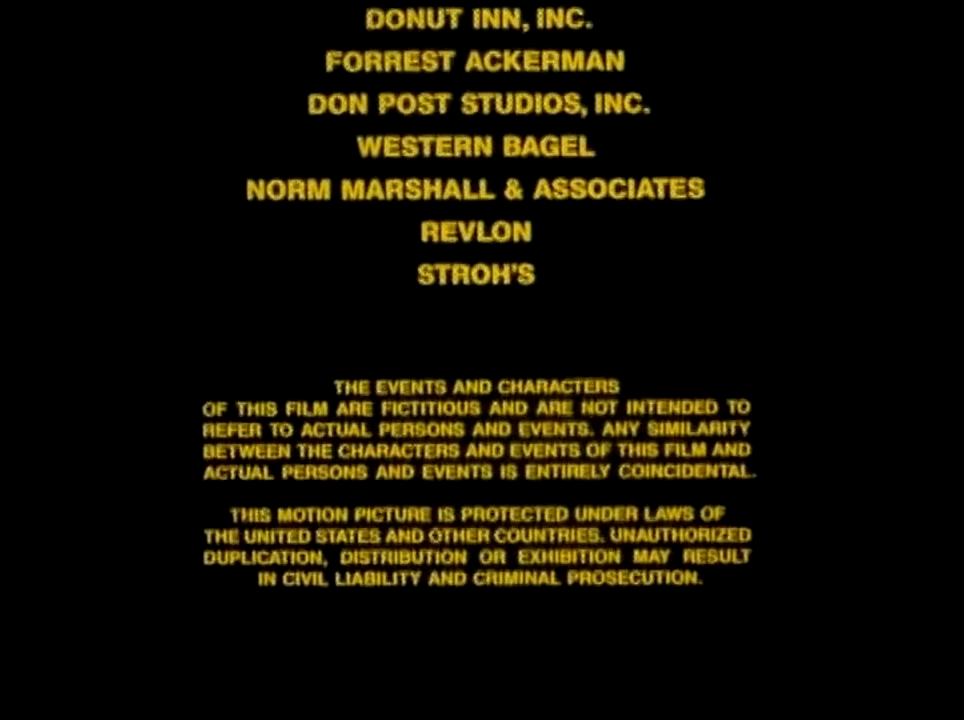 DONUT INN, INC.
FORREST ACKERMAN
DON POST STUDIOS, INC.
WESTERN BAGEL
NORM MARSHALL & ASSOCIATES
REVLON
STROH'S
THE EVENTS AND CHARACTERS
OF THIS FILM ARE FICTITIOUS AND ARE NOT INTENDED TO
REFER TO ACTUAL PERSONS AND EVENTS. ANY SIMILARITY
BETWEEN THE CHARACTERS AND EVENTS OF THIS FILM AND
ACTUAL PERSONS AND EVENTS IS ENTIRELY COINCIDENTAL.
THIS MOTION PICTURE IS PROTECTED UNDER LAWS OF
THE UNITED STATES AND OTHER COUNTRIES. UNAUTHORIZED
DUPLICATION, DISTRIBUTION OR EXHIBITION MAY RESULT
IN CIVIL LIABILITY AND CRIMINAL PROSECUTION.